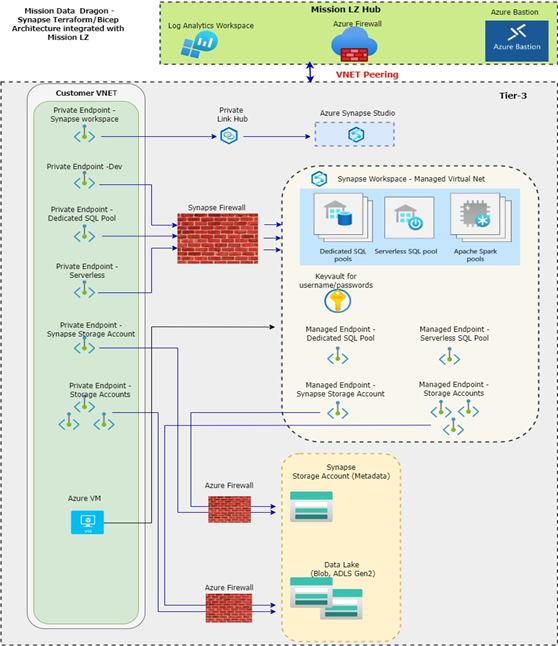 Mission Data Dragon -
Synapse Terraform/Bicep
Architecture integrated with
Mission LZ
Mission LZ Hub
Log Analytics Workspace
Azure Firewall
Azure Bastion
Azure Bastion
VNET Peering
Tier-3
Customer VNET
Private Endpoint -
Synapse workspace
Private
Link Hub
Azure Synapse Studio
Private Endpoint -Dev
Synapse Workspace - Managed Virtual Net
Private Endpoint -
Dedicated SQL Pool
Synapse Firewall
Dedicated SQL
pools
Serverless SQL pool
Apache Spark
pools
Private Endpoint -
Serverless
Keyvault for
username/passwords
Private Endpoint -
Synapse Storage Account
Managed Endpoint -
Dedicated SQL Pool
Managed Endpoint -
Serverless SQL Pool
Private Endpoint -
Storage Accounts
Managed Endpoint -
Synapse Storage Account
Managed Endpoint -
Storage Accounts
Azure VM
Azure Firewall
Synapse
Storage Account (Metadata)
Azure Firewall
Data Lake
(Blob, ADLS Gen2)